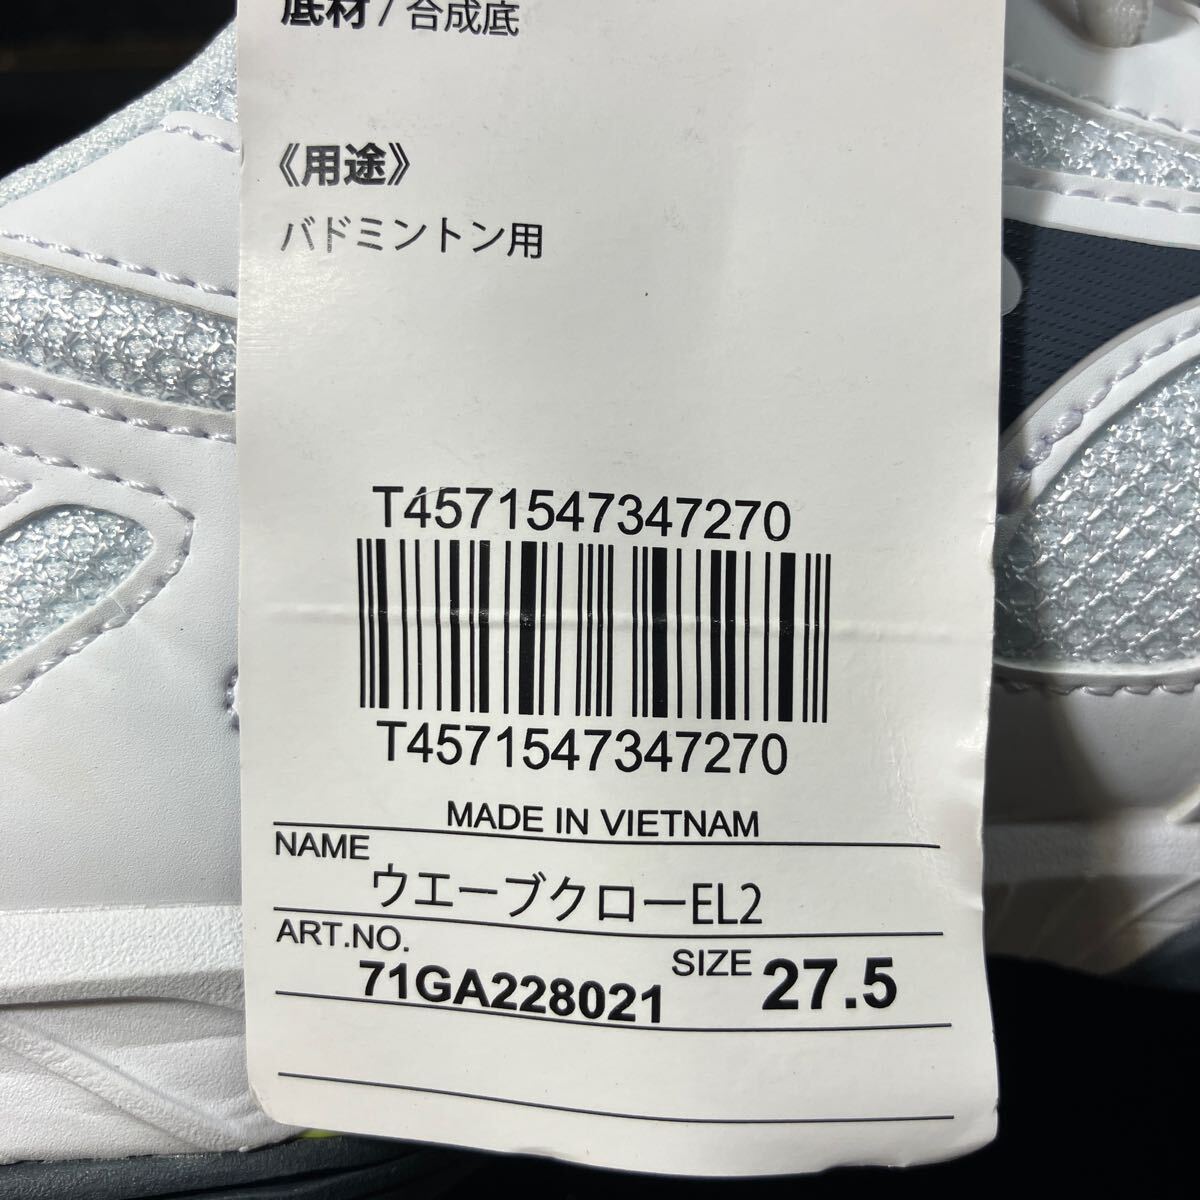 底材 / 合成底
《用途》
バドミントン用
T4571547347270
T4571547347270
MADE IN VIETNAM
NAME
ウエーブクローEL2
ART.NO.
71GA228021
SIZE 27.5